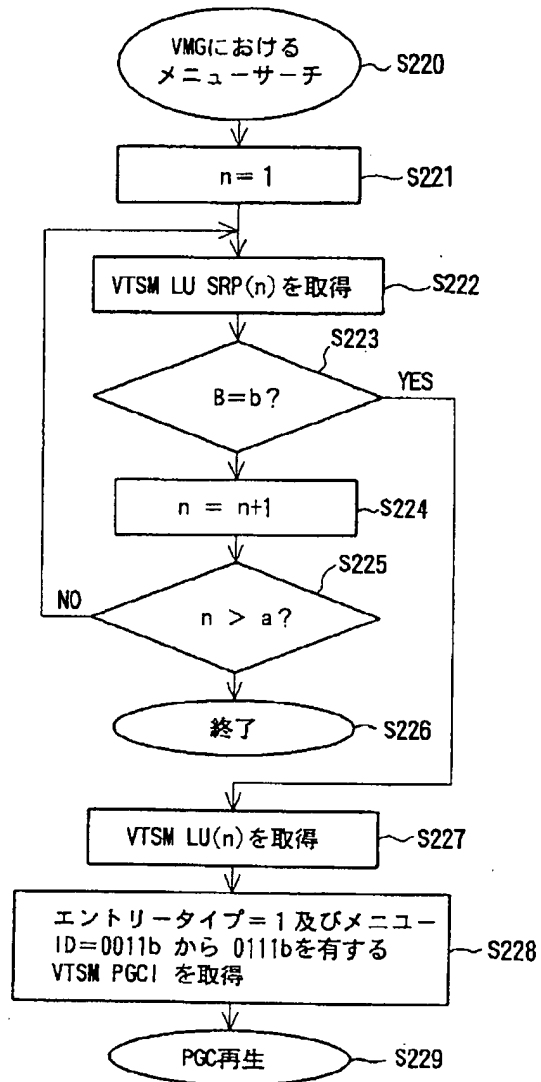 VMGにおける
メニューサーチ
S220
n=1
S221
VTSM LU SRP(n)を取得
S222
S223
B=b?
YES
n = n+1
S224
S225
NO
n > a?
終了
S226
VTSM LU(n)を取得
S227
エントリータイプ=1及びメニュー
ID=0011b から 0111bを有する
VTSM PGCI を取得
S228
PGC再生
S229